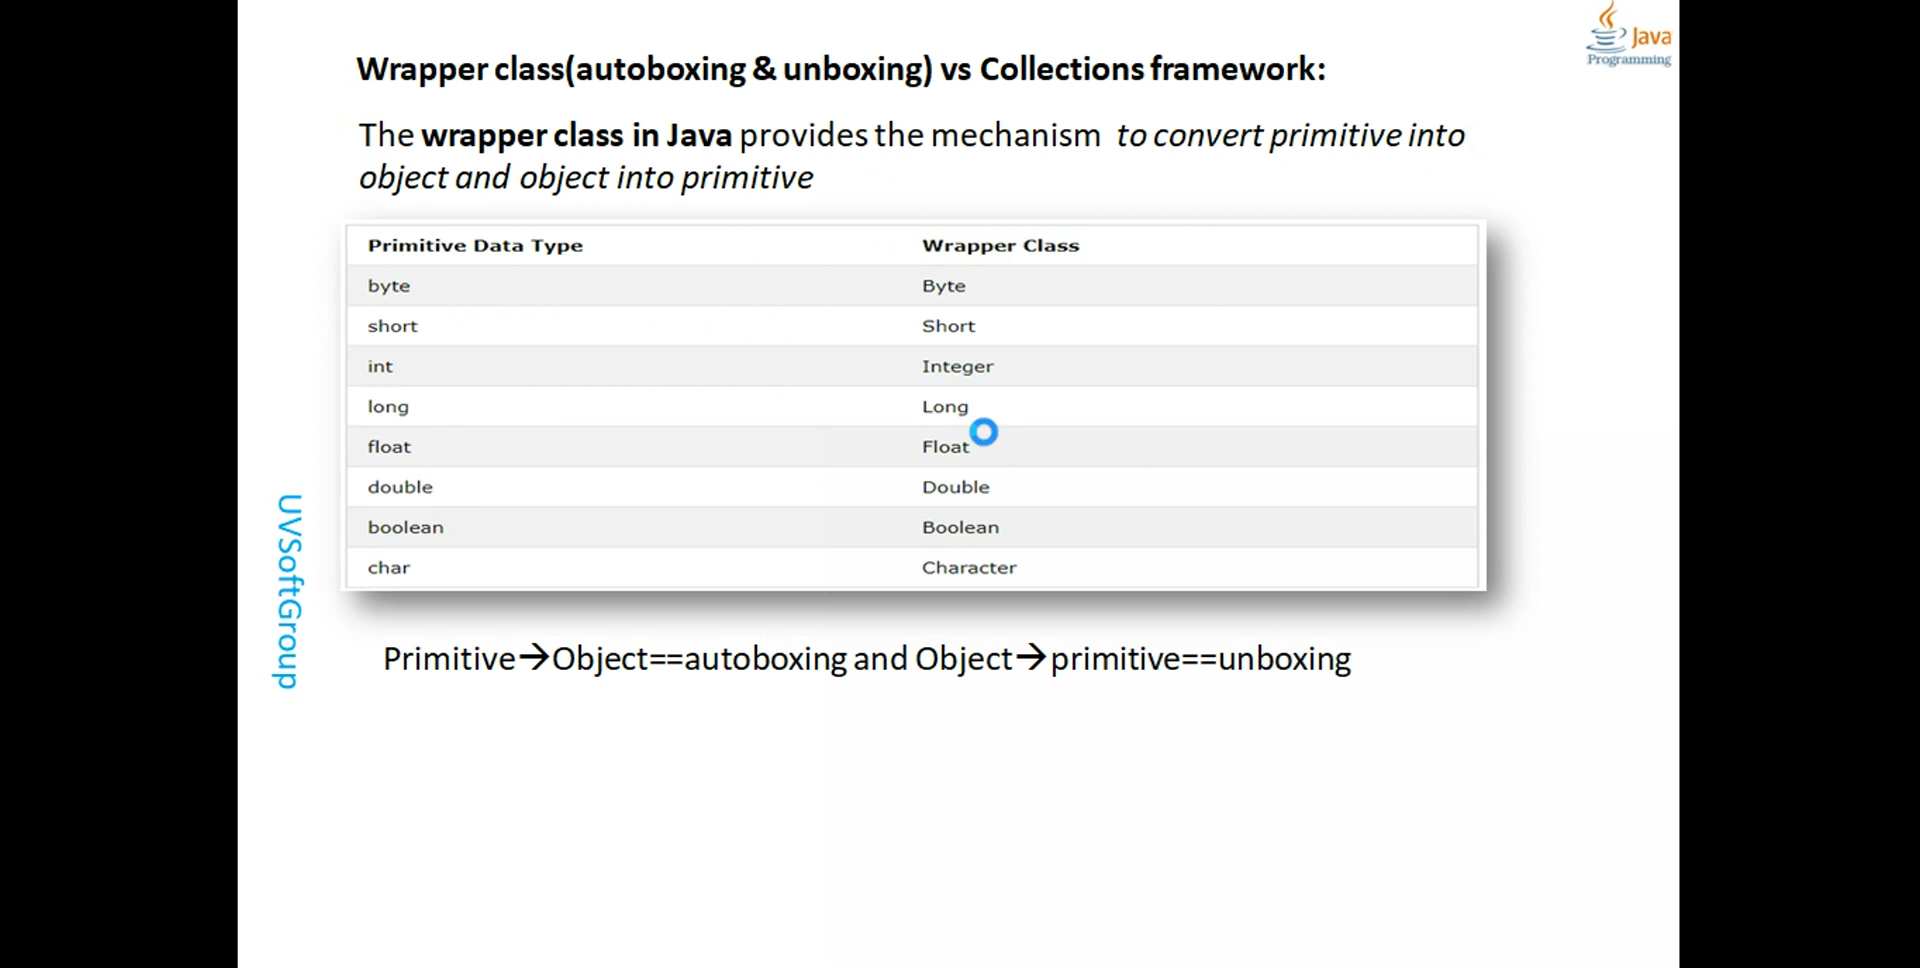 Java
Programming
Wrapper class(autoboxing & unboxing) vs Collections framework:
The wrapper class in Java provides the mechanism to convert primitive into
object and object into primitive
Primitive Data Type Wrapper Class
byte Byte
short Short
int Integer
long Long
float Float
double Double
boolean Boolean
char Character
UVSoftGroup
Primitive→Object==autoboxing and Object→primitive==unboxing